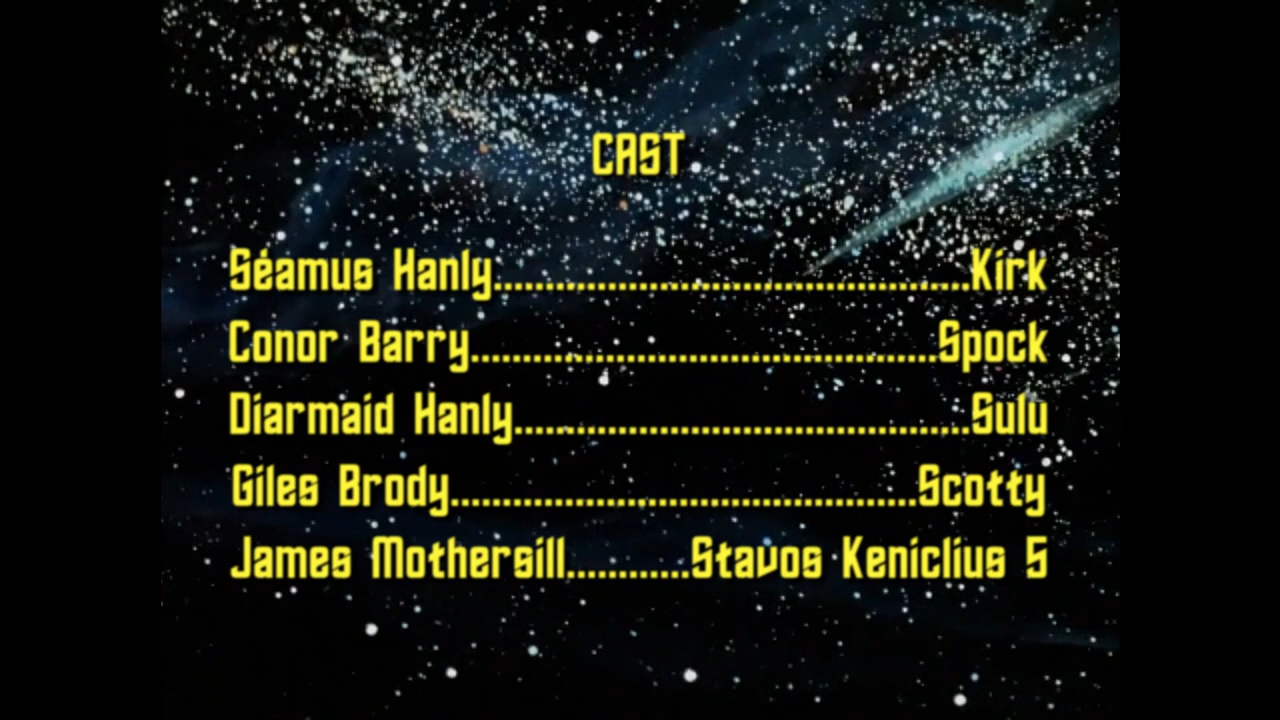 CAST
Séamus Hanly..............................................Kirk
Conor Barry.............................................Spock
Diarmaid Hanly............................................Sulu
Giles Brody.............................................Scotty
James Mothersill............Stavos Keniclius 5